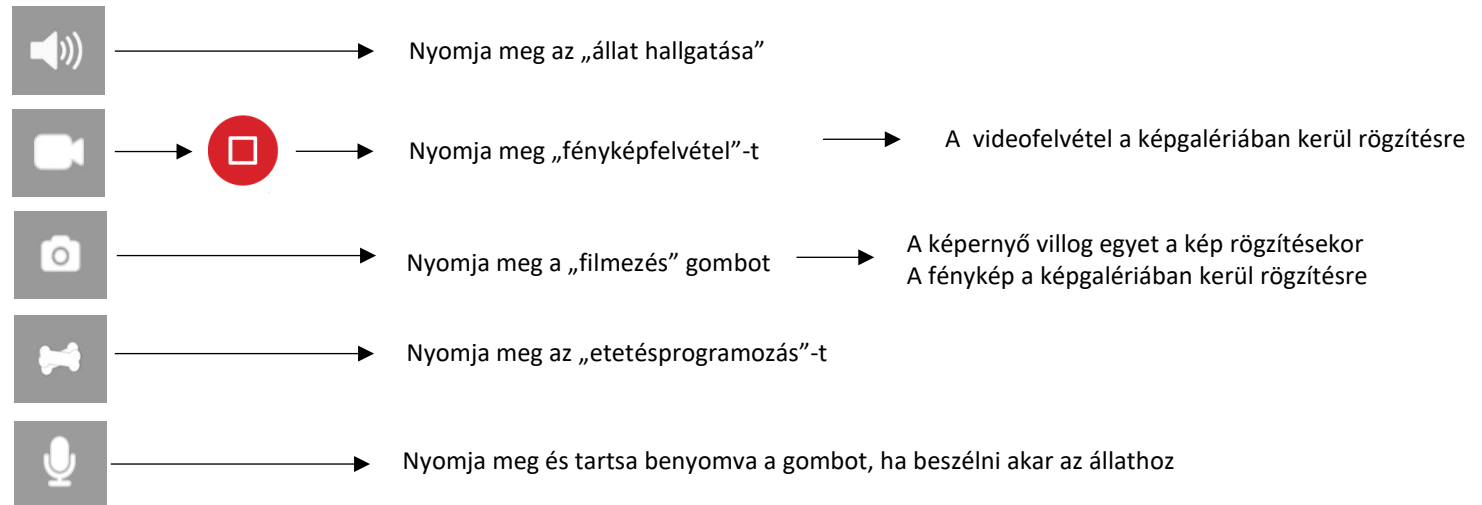 Nyomja meg az „állat hallgatása”
Nyomja meg „fényképfelvétel”-t
A videofelvétel a képgalériában kerül rögzítésre
Nyomja meg a „filmezés” gombot
A képernyő villog egyet a kép rögzítésekor
A fénykép a képgalériában kerül rögzítésre
Nyomja meg az „etetésprogramozás”-t
Nyomja meg és tartsa benyomva a gombot, ha beszélni akar az állathoz